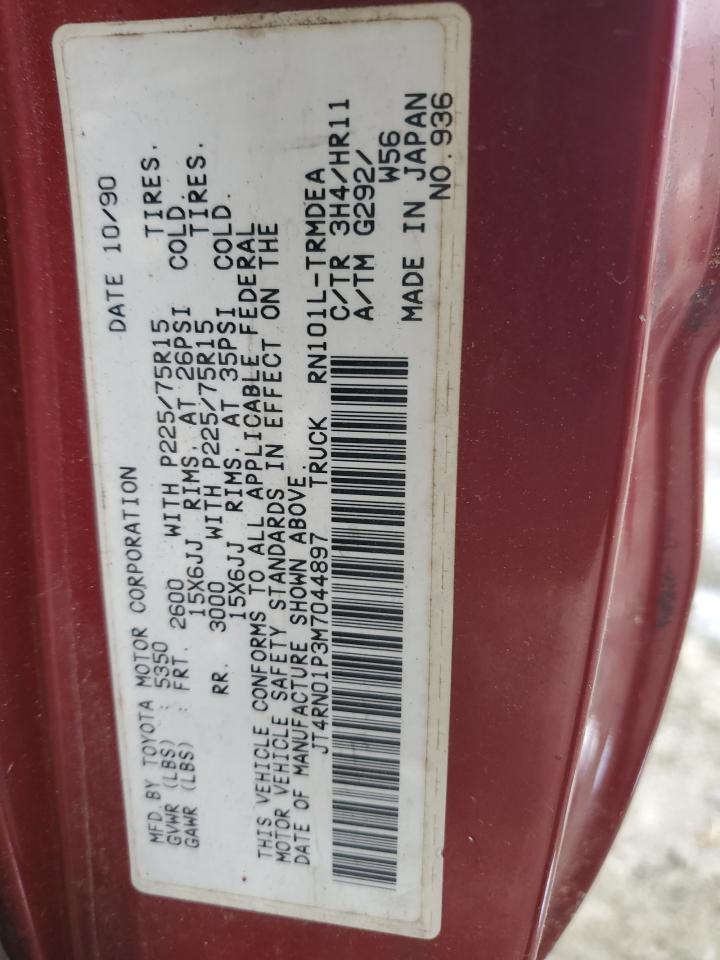 MFD. BY TOYOTA MOTOR CORPORATION DATE 10/90
GVWR (LBS) : 5350
GAWR (LBS) : FRT. 2600 WITH P225/75R15 TIRES.
15X6JJ RIMS, AT 26PSI COLD.
RR. 3000 WITH P225/75R15 TIRES.
15X6JJ RIMS, AT 35PSI COLD.
THIS VEHICLE CONFORMS TO ALL APPLICABLE FEDERAL
MOTOR VEHICLE SAFETY STANDARDS IN EFFECT ON THE
DATE OF MANUFACTURE SHOWN ABOVE.
JT4RN01P3M7044897 TRUCK RN101L-TRMDEA
C/TR 3H4/HR11
A/TM G292/
W56
MADE IN JAPAN
NO.936